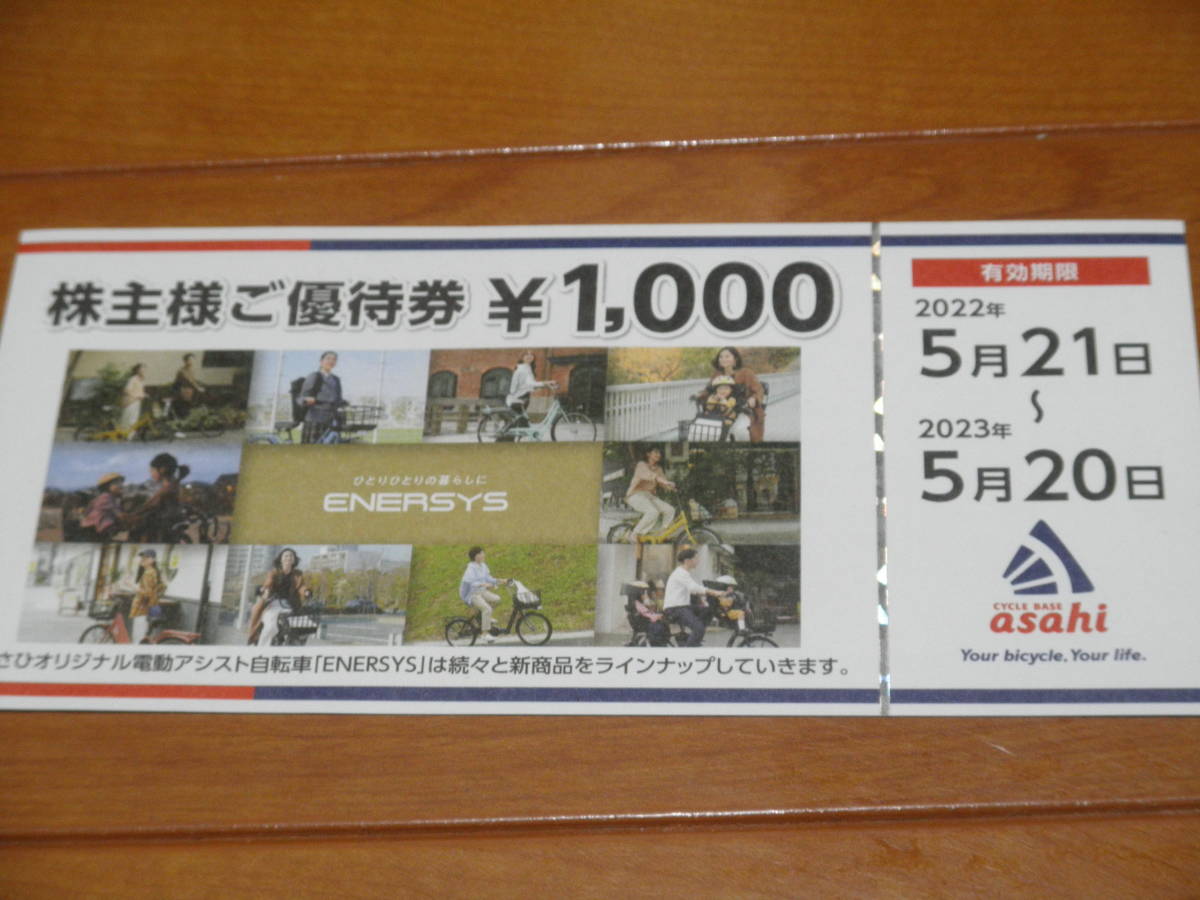 株主様ご優待券 ¥1,000
ひとりひとりの暮らしに
ENERSYS
さひオリジナル電動アシスト自転車「ENERSYS」は続々と新商品をラインナップしていきます。
有効期限
2022年
5月21日
~
2023年
5月20日
CYCLE BASE
asahi
Your bicycle. Your life.